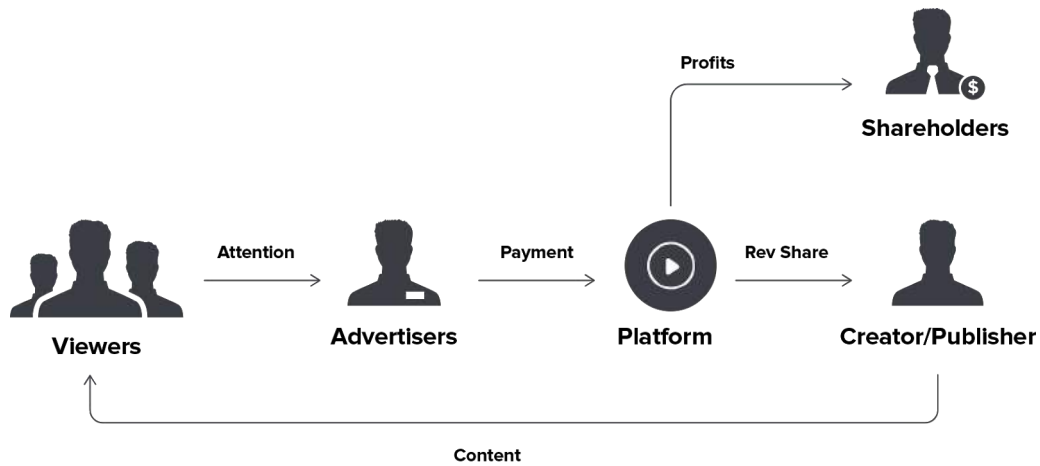 Profits
$
Shareholders
Attention
Payment
Rev Share
Viewers
Advertisers
Platform
Creator/Publisher
Content